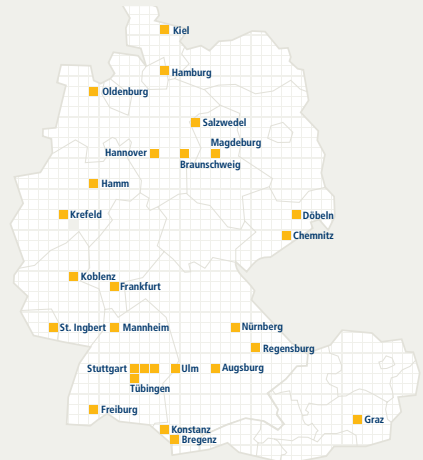 Kiel
Hamburg
Oldenburg
Salzwedel
Magdeburg
Hannover
Braunschweig
Hamm
Krefeld
Döbeln
Chemnitz
Koblenz
Frankfurt
St. Ingbert
Mannheim
Nürnberg
Regensburg
Stuttgart
Ulm
Augsburg
Tübingen
Freiburg
Graz
Konstanz
Bregenz